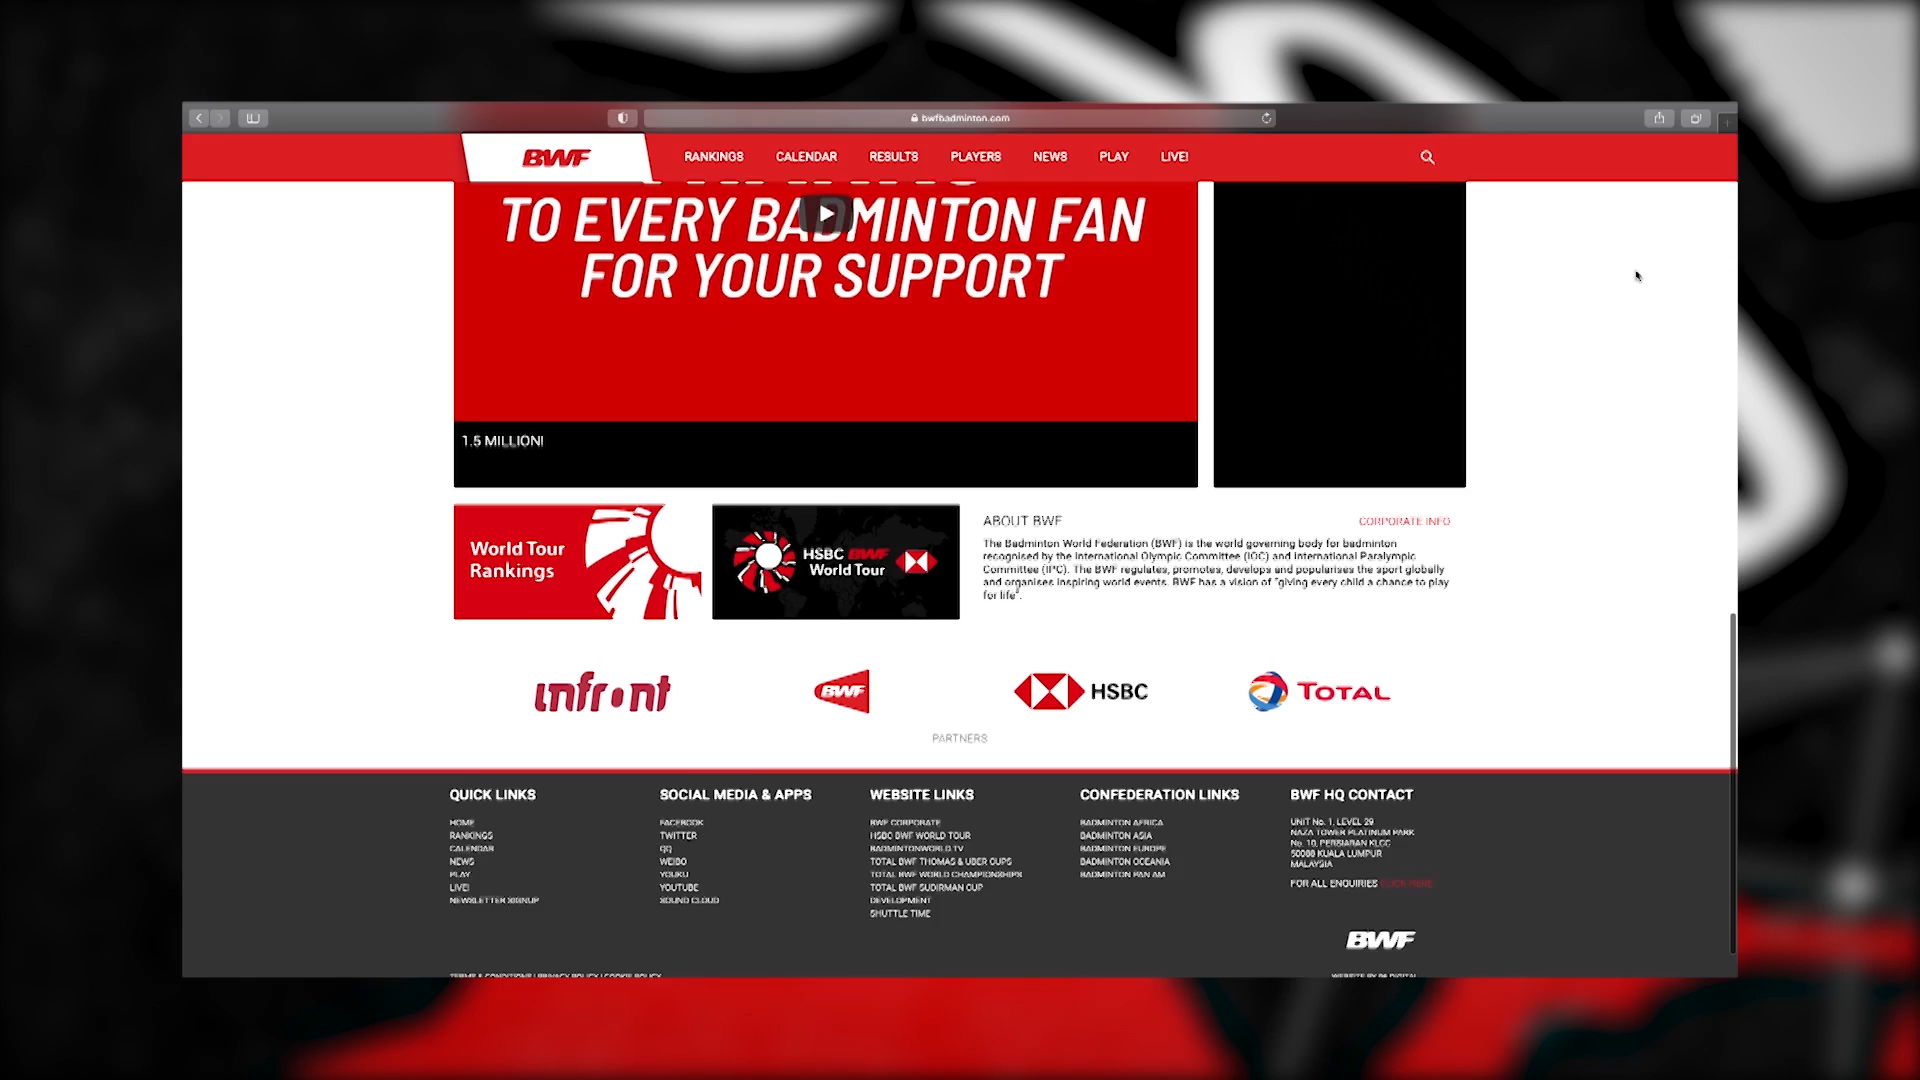 bwfbadminton.com
BWF
RANKINGS
CALENDAR
RESULTS
PLAYERS
NEWS
PLAY
LIVE!
TO EVERY BADMINTON FAN
FOR YOUR SUPPORT
1.5 MILLION!
World Tour
Rankings
HSBC BWF
World Tour
ABOUT BWF
CORPORATE INFO
The Badminton World Federation (BWF) is the world governing body for badminton
recognised by the International Olympic Committee (IOC) and International Paralympic
Committee (IPC). The BWF regulates, promotes, develops and popularises the sport globally
and organises inspiring world events. BWF has a vision of "giving every child a chance to play
for life".
infront
BWF
HSBC
TOTAL
PARTNERS
QUICK LINKS
HOME
RANKINGS
CALENDAR
NEWS
PLAY
LIVE!
NEWSLETTER SIGNUP
SOCIAL MEDIA & APPS
FACEBOOK
TWITTER
QQ
WEIBO
YOUKU
YOUTUBE
SOUND CLOUD
WEBSITE LINKS
BWF CORPORATE
HSBC BWF WORLD TOUR
BADMINTONWORLD.TV
TOTAL BWF THOMAS & UBER CUPS
TOTAL BWF WORLD CHAMPIONSHIPS
TOTAL BWF SUDIRMAN CUP
DEVELOPMENT
SHUTTLE TIME
CONFEDERATION LINKS
BADMINTON AFRICA
BADMINTON ASIA
BADMINTON EUROPE
BADMINTON OCEANIA
BADMINTON PAN AM
BWF HQ CONTACT
UNIT No. 1, LEVEL 29
NAZA TOWER PLATINUM PARK
No. 10, PERSIARAN KLCC
50088 KUALA LUMPUR
MALAYSIA
FOR ALL ENQUIRIES CLICK HERE
BWF
TERMS & CONDITIONS | PRIVACY POLICY | COOKIE POLICY